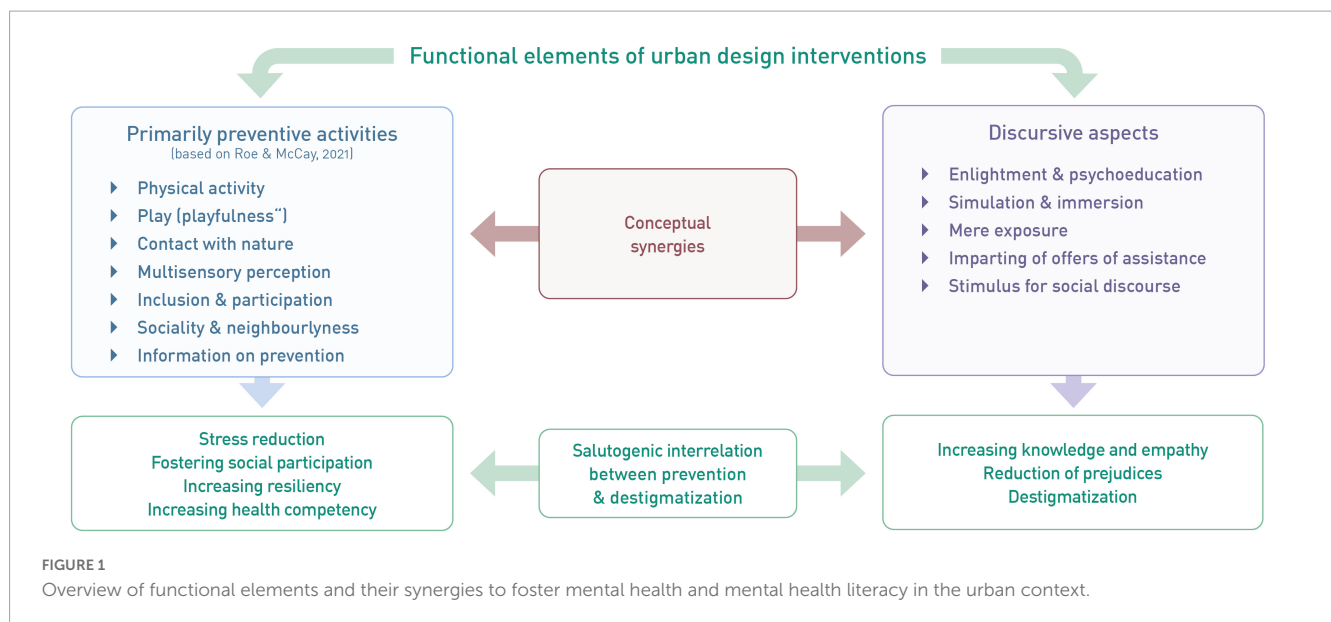 Functional elements of urban design interventions
Primarily preventive activities
(based on Roe & McCay, 2021)
Physical activity
Play (playfulness“)
Contact with nature
Multisensory perception
Inclusion & participation
Sociality & neighbourlyness
Information on prevention
Conceptual
synergies
Discursive aspects
Enlightment & psychoeducation
Simulation & immersion
Mere exposure
Imparting of offers of assistance
Stimulus for social discourse
Stress reduction
Fostering social participation
Increasing resiliency
Increasing health competency
Salutogenic interrelation
between prevention
& destigmatization
Increasing knowledge and empathy
Reduction of prejudices
Destigmatization
FIGURE 1
Overview of functional elements and their synergies to foster mental health and mental health literacy in the urban context.